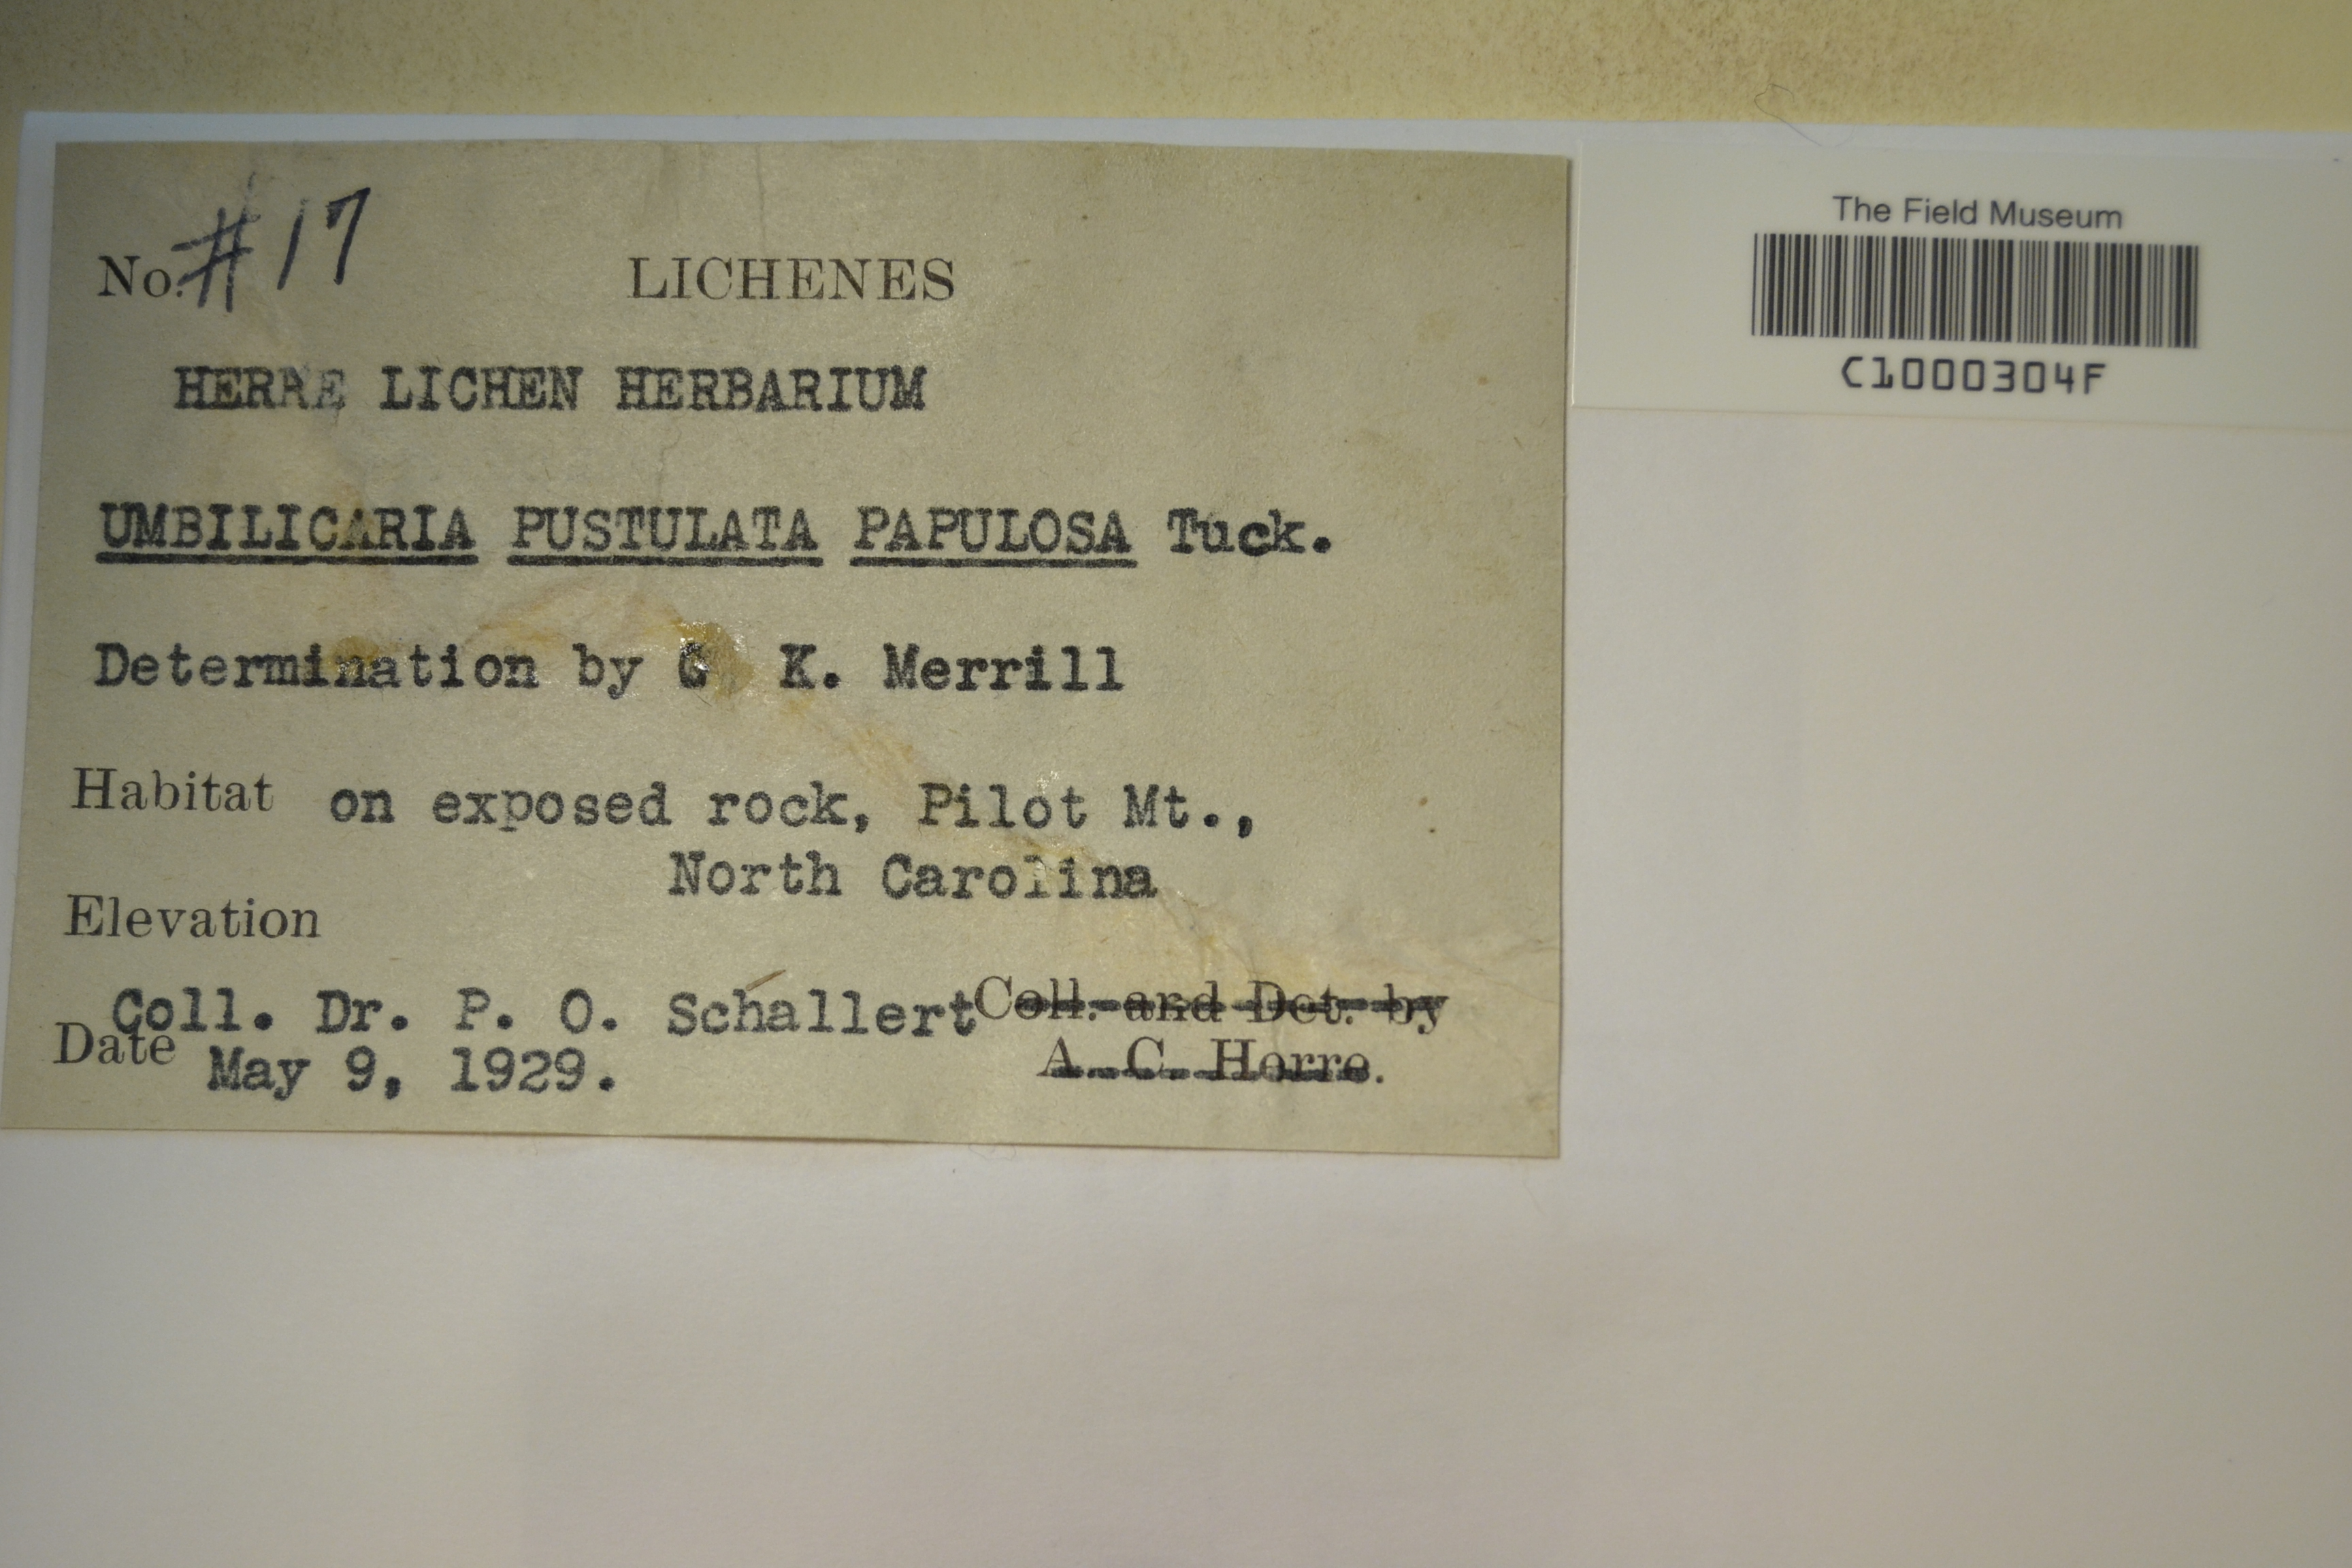 No. #17
LICHENES
HERRE LICHEN HERBARIUM
UMBILICARIA PUSTULATA PAPULOSA Tuck.
Determination by G K. Merrill
Habitat on exposed rock, Pilot Mt.,
North Carolina
Elevation
Coll. Dr. P. O. Schallert
Coll. and Det. by
A. C. Herre.
Date May 9, 1929.
The Field Museum
C1000304F